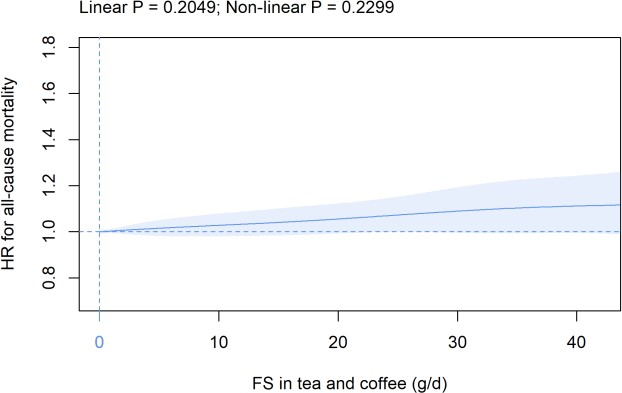 Linear P = 0.2049; Non-linear P = 0.2299
HR for all-cause mortality
1.8
1.6
1.4
1.2
1.0
0.8
0 10 20 30 40
FS in tea and coffee (g/d)